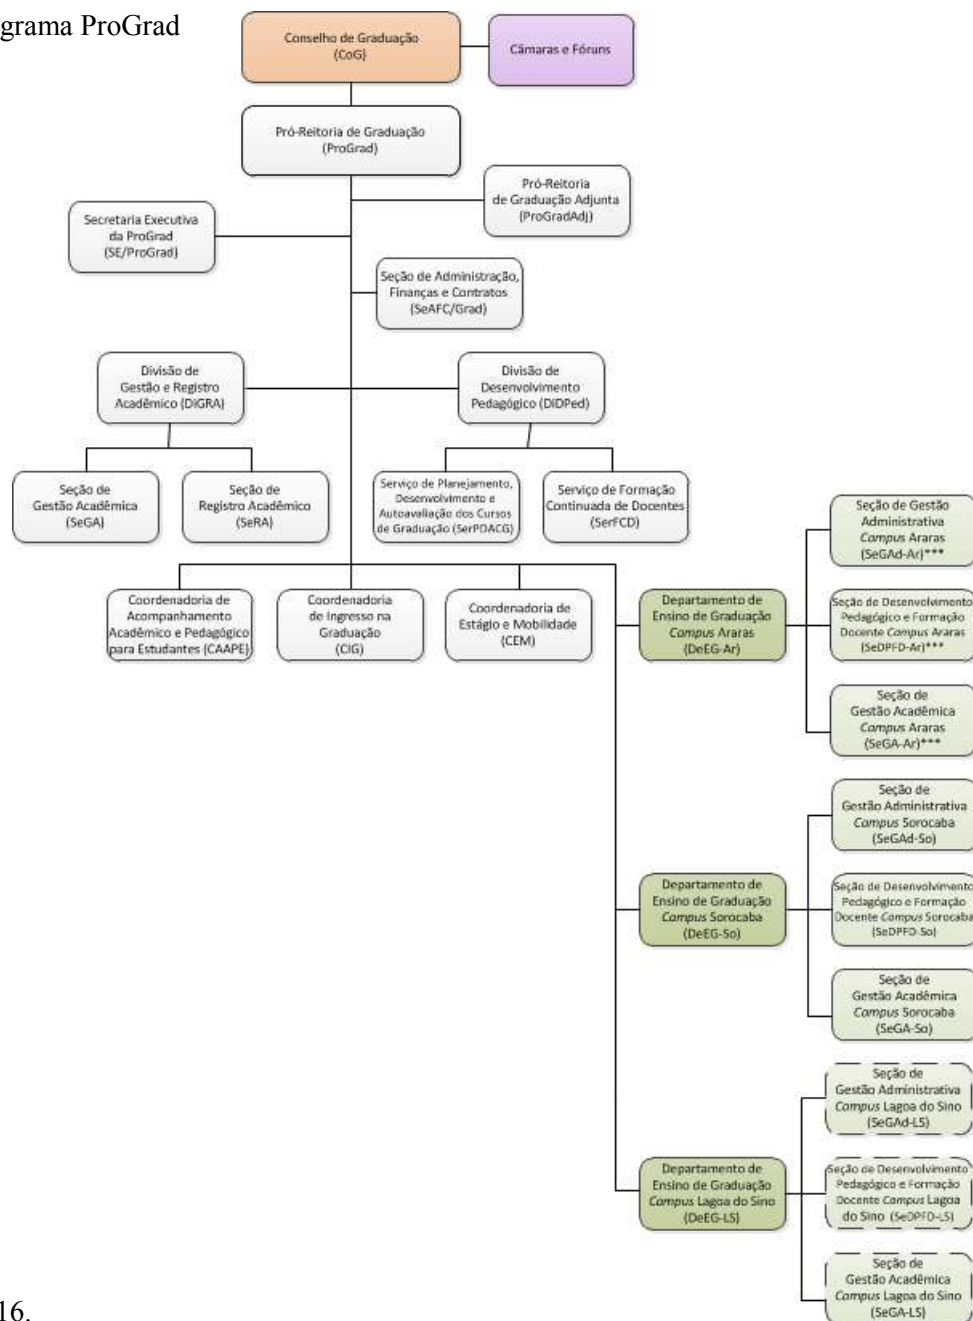 grama ProGrad
Conselho de Graduação
(CoG)
Câmaras e Fóruns
Pró-Reitoria de Graduação
(ProGrad)
Pró-Reitoria
de Graduação Adjunta
(ProGradAdj)
Secretaria Executiva
da ProGrad
(SE/ProGrad)
Seção de Administração,
Finanças e Contratos
(SeAFC/Grad)
Divisão de
Gestão e Registro
Acadêmico (DiGRA)
Divisão de
Desenvolvimento
Pedagógico (DiDPed)
Seção de
Gestão Acadêmica
(SeGA)
Seção de
Registro Acadêmico
(SeRA)
Serviço de Planejamento,
Desenvolvimento e
Autoavaliação dos Cursos
de Graduação (SerPDACG)
Serviço de Formação
Continuada de Docentes
(SerFCD)
Coordenadoria de
Acompanhamento
Acadêmico e Pedagógico
para Estudantes (CAAPE)
Coordenadoria
de Ingresso na
Graduação
(CIG)
Coordenadoria de
Estágio e Mobilidade
(CEM)
Departamento de
Ensino de Graduação
Campus Araras
(DeEG-Ar)
Seção de Gestão
Administrativa
Campus Araras
(SeGAd-Ar)***
Seção de Desenvolvimento
Pedagógico e Formação
Docente Campus Araras
(SeDPFD-Ar)***
Seção de
Gestão Acadêmica
Campus Araras
(SeGA-Ar)***
Departamento de
Ensino de Graduação
Campus Sorocaba
(DeEG-So)
Seção de
Gestão Administrativa
Campus Sorocaba
(SeGAd-So)
Seção de Desenvolvimento
Pedagógico e Formação
Docente Campus Sorocaba
(SeDPFD-So)
Seção de
Gestão Acadêmica
Campus Sorocaba
(SeGA-So)
Departamento de
Ensino de Graduação
Campus Lagoa do Sino
(DeEG-LS)
Seção de
Gestão Administrativa
Campus Lagoa do Sino
(SeGAd-LS)
Seção de Desenvolvimento
Pedagógico e Formação
Docente Campus Lagoa
do Sino (SeDPFD-LS)
Seção de
Gestão Acadêmica
Campus Lagoa do Sino
(SeGA-LS)
16.